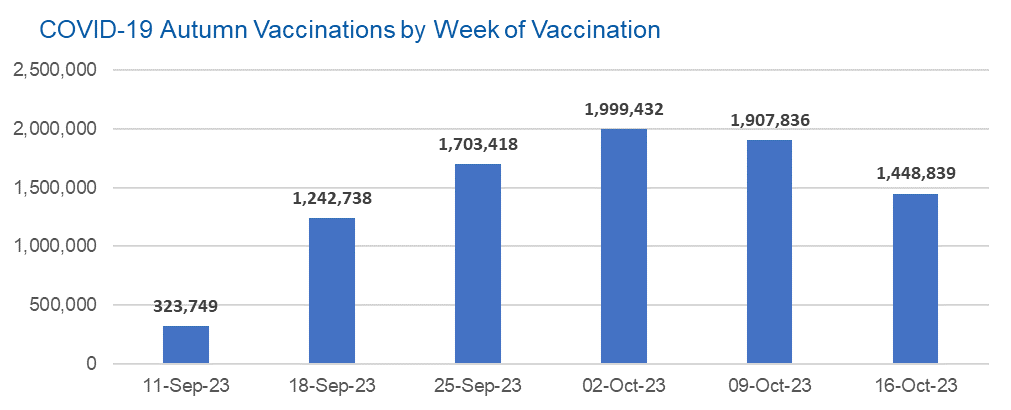 COVID-19 Autumn Vaccinations by Week of Vaccination
2,500,000
2,000,000
1,500,000
1,000,000
500,000
0
323,749
1,242,738
1,703,418
1,999,432
1,907,836
1,448,839
11-Sep-23
18-Sep-23
25-Sep-23
02-Oct-23
09-Oct-23
16-Oct-23